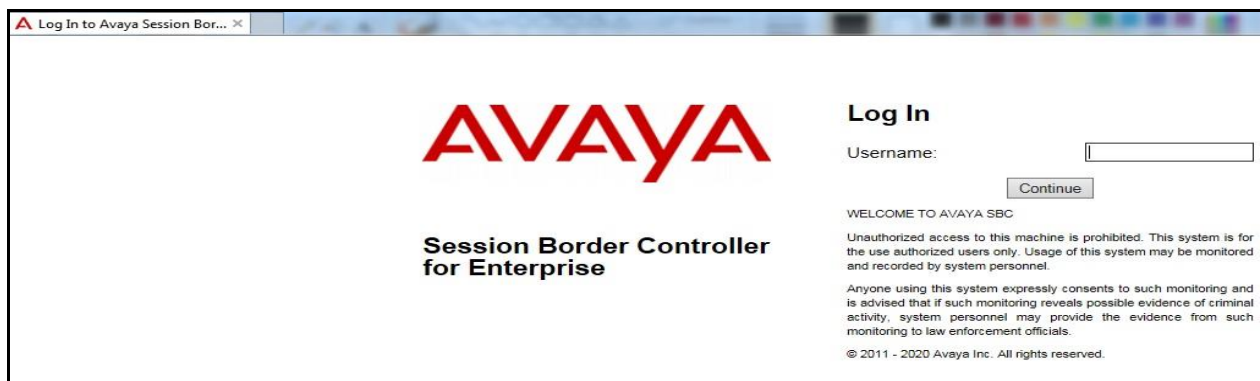 Log In to Avaya Session Bor...
AVAYA
Session Border Controller
for Enterprise
Log In
Username:
Continue
WELCOME TO AVAYA SBC
Unauthorized access to this machine is prohibited. This system is for
the use authorized users only. Usage of this system may be monitored
and recorded by system personnel.
Anyone using this system expressly consents to such monitoring and
is advised that if such monitoring reveals possible evidence of criminal
activity, system personnel may provide the evidence from such
monitoring to law enforcement officials.
© 2011 - 2020 Avaya Inc. All rights reserved.